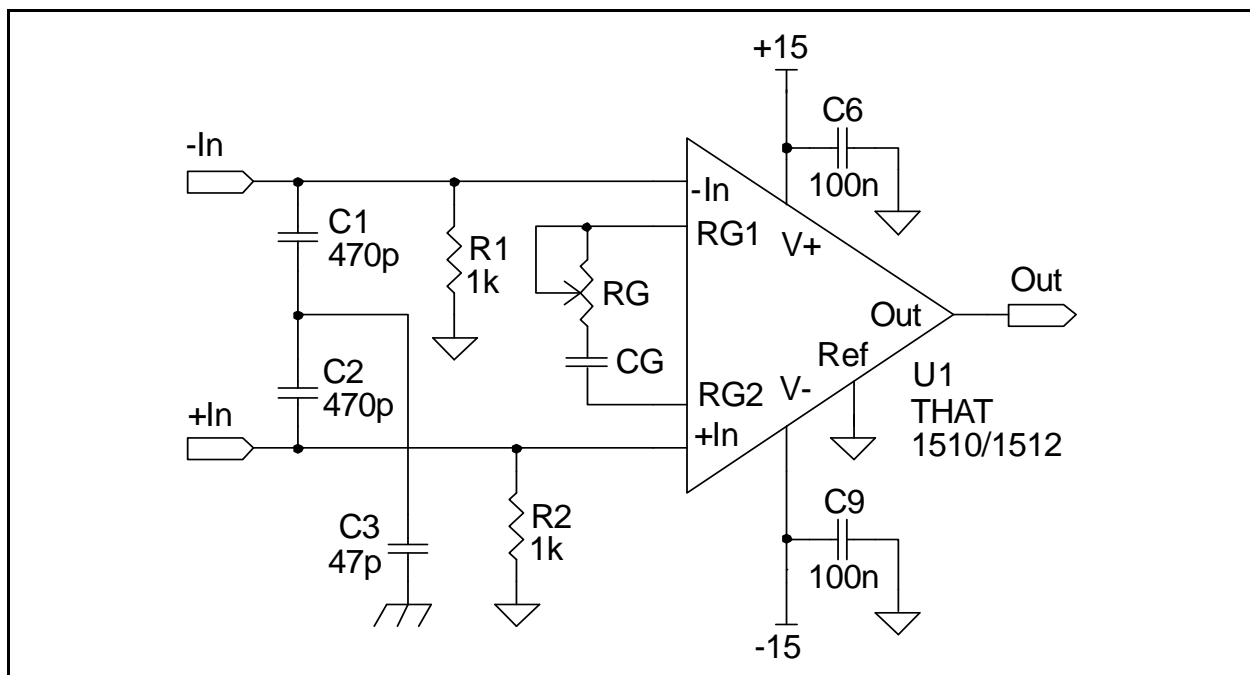 +15
C6
100n
-In
-In
C1
470p
R1
1k
RG1
V+
RG
Out
Out
CG
Ref
C2
470p
V-
U1
RG2
THAT
1510/1512
+In
+In
C3
47p
R2
1k
C9
100n
-15